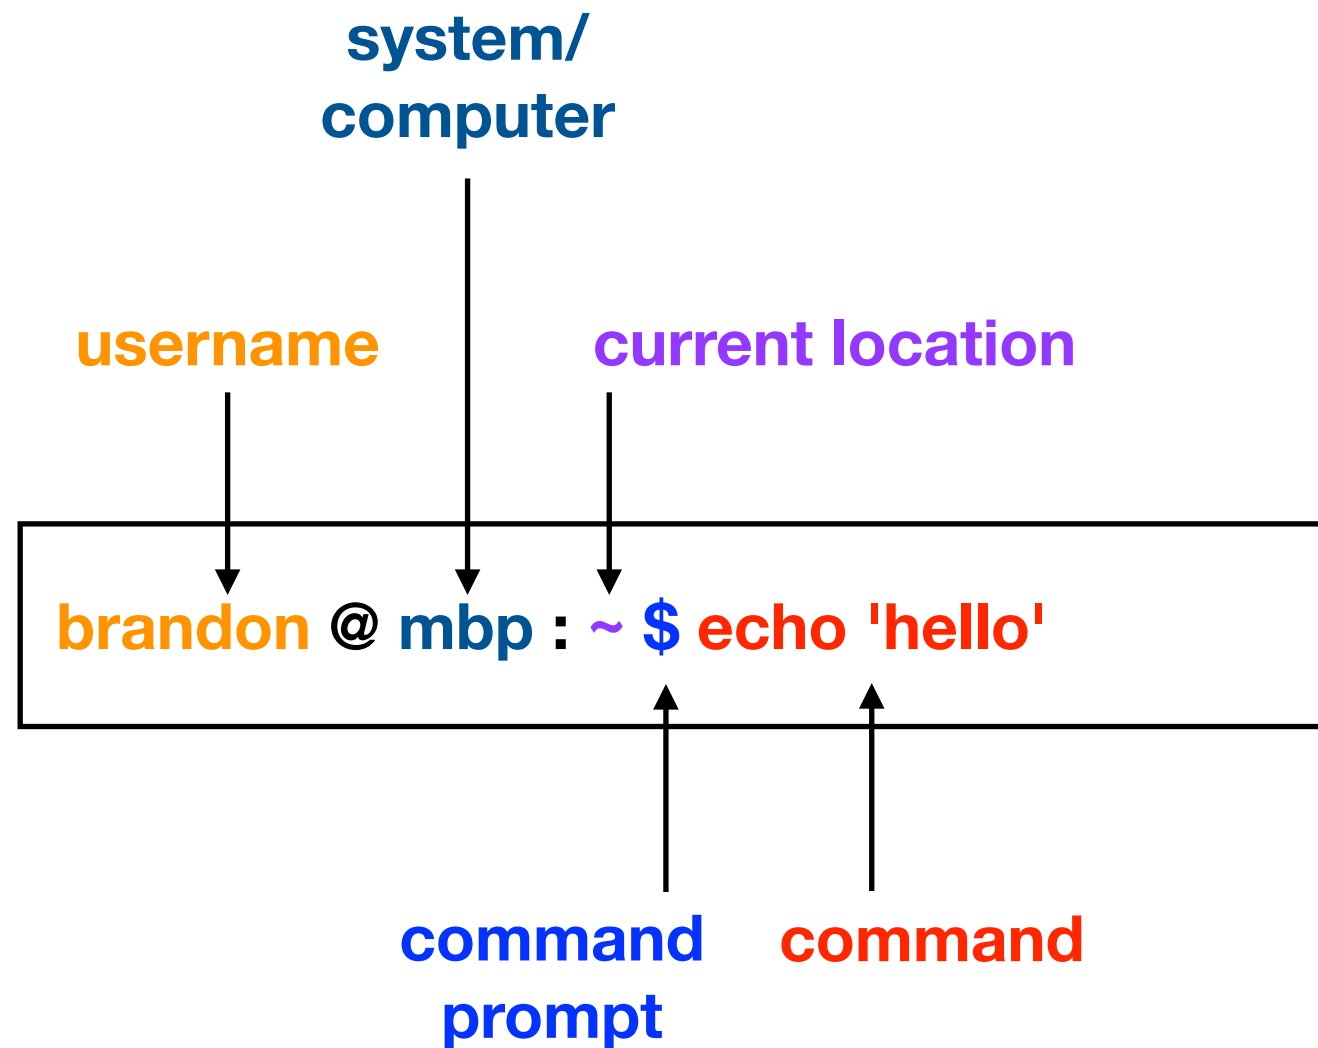 system/
computer
username
current location
brandon @ mbp : ~ $ echo 'hello'
command
prompt
command